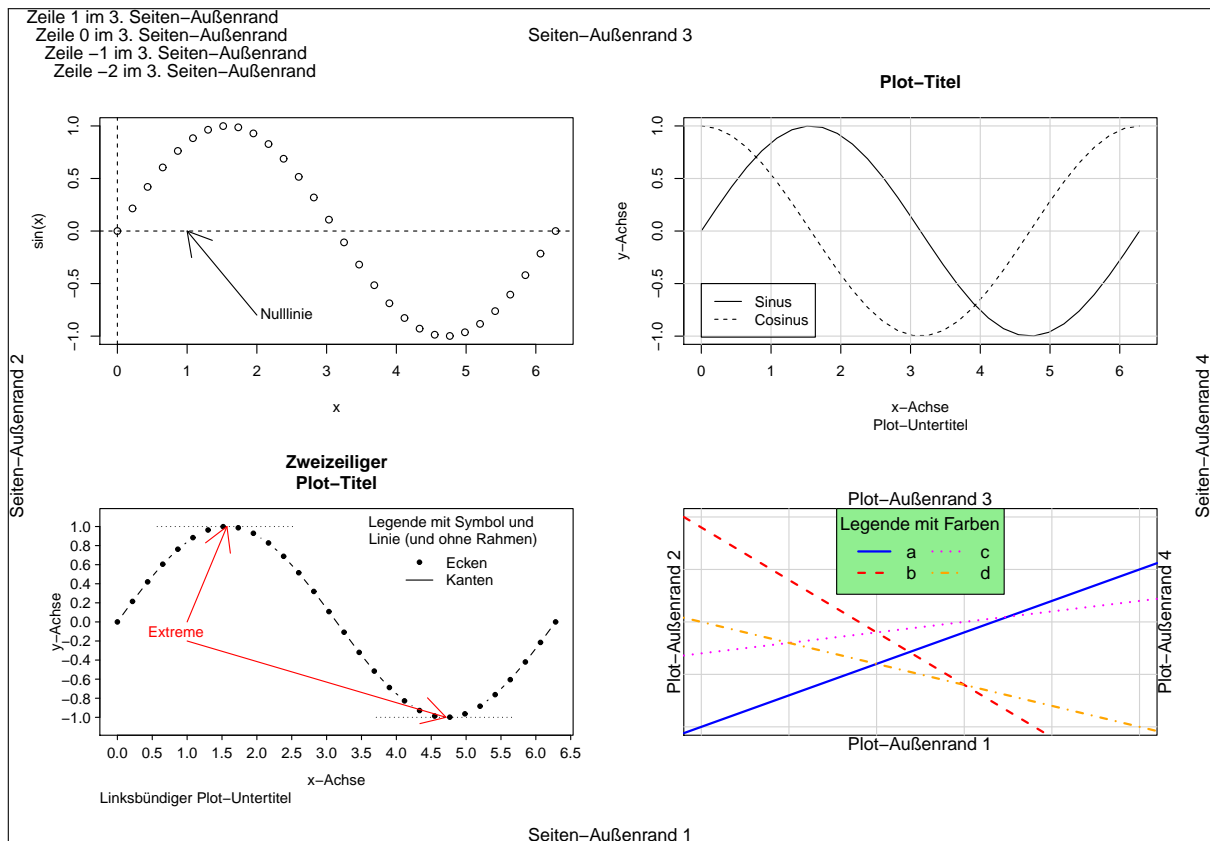 Zeile 1 im 3. Seiten−Außenrand
Zeile 0 im 3. Seiten−Außenrand
Zeile −1 im 3. Seiten−Außenrand
Zeile −2 im 3. Seiten−Außenrand
Seiten−Außenrand 3
Seiten−Außenrand 2
Seiten−Außenrand 4
sin(x)
1.0
0.5
0.0
−0.5
−1.0
Nulllinie
0 1 2 3 4 5 6
x
Plot−Titel
y−Achse
1.0
0.5
0.0
−0.5
−1.0
Sinus
Cosinus
0 1 2 3 4 5 6
x−Achse
Plot−Untertitel
Zweizeiliger
Plot−Titel
y−Achse
1.0
0.8
0.6
0.4
0.2
0.0
−0.2
−0.4
−0.6
−0.8
−1.0
Legende mit Symbol und
Linie (und ohne Rahmen)
Ecken
Kanten
Extreme
0.0 0.5 1.0 1.5 2.0 2.5 3.0 3.5 4.0 4.5 5.0 5.5 6.0 6.5
x−Achse
Linksbündiger Plot−Untertitel
Plot−Außenrand 3
Plot−Außenrand 2
Legende mit Farben
a c
b d
Plot−Außenrand 4
Plot−Außenrand 1
Seiten−Außenrand 1